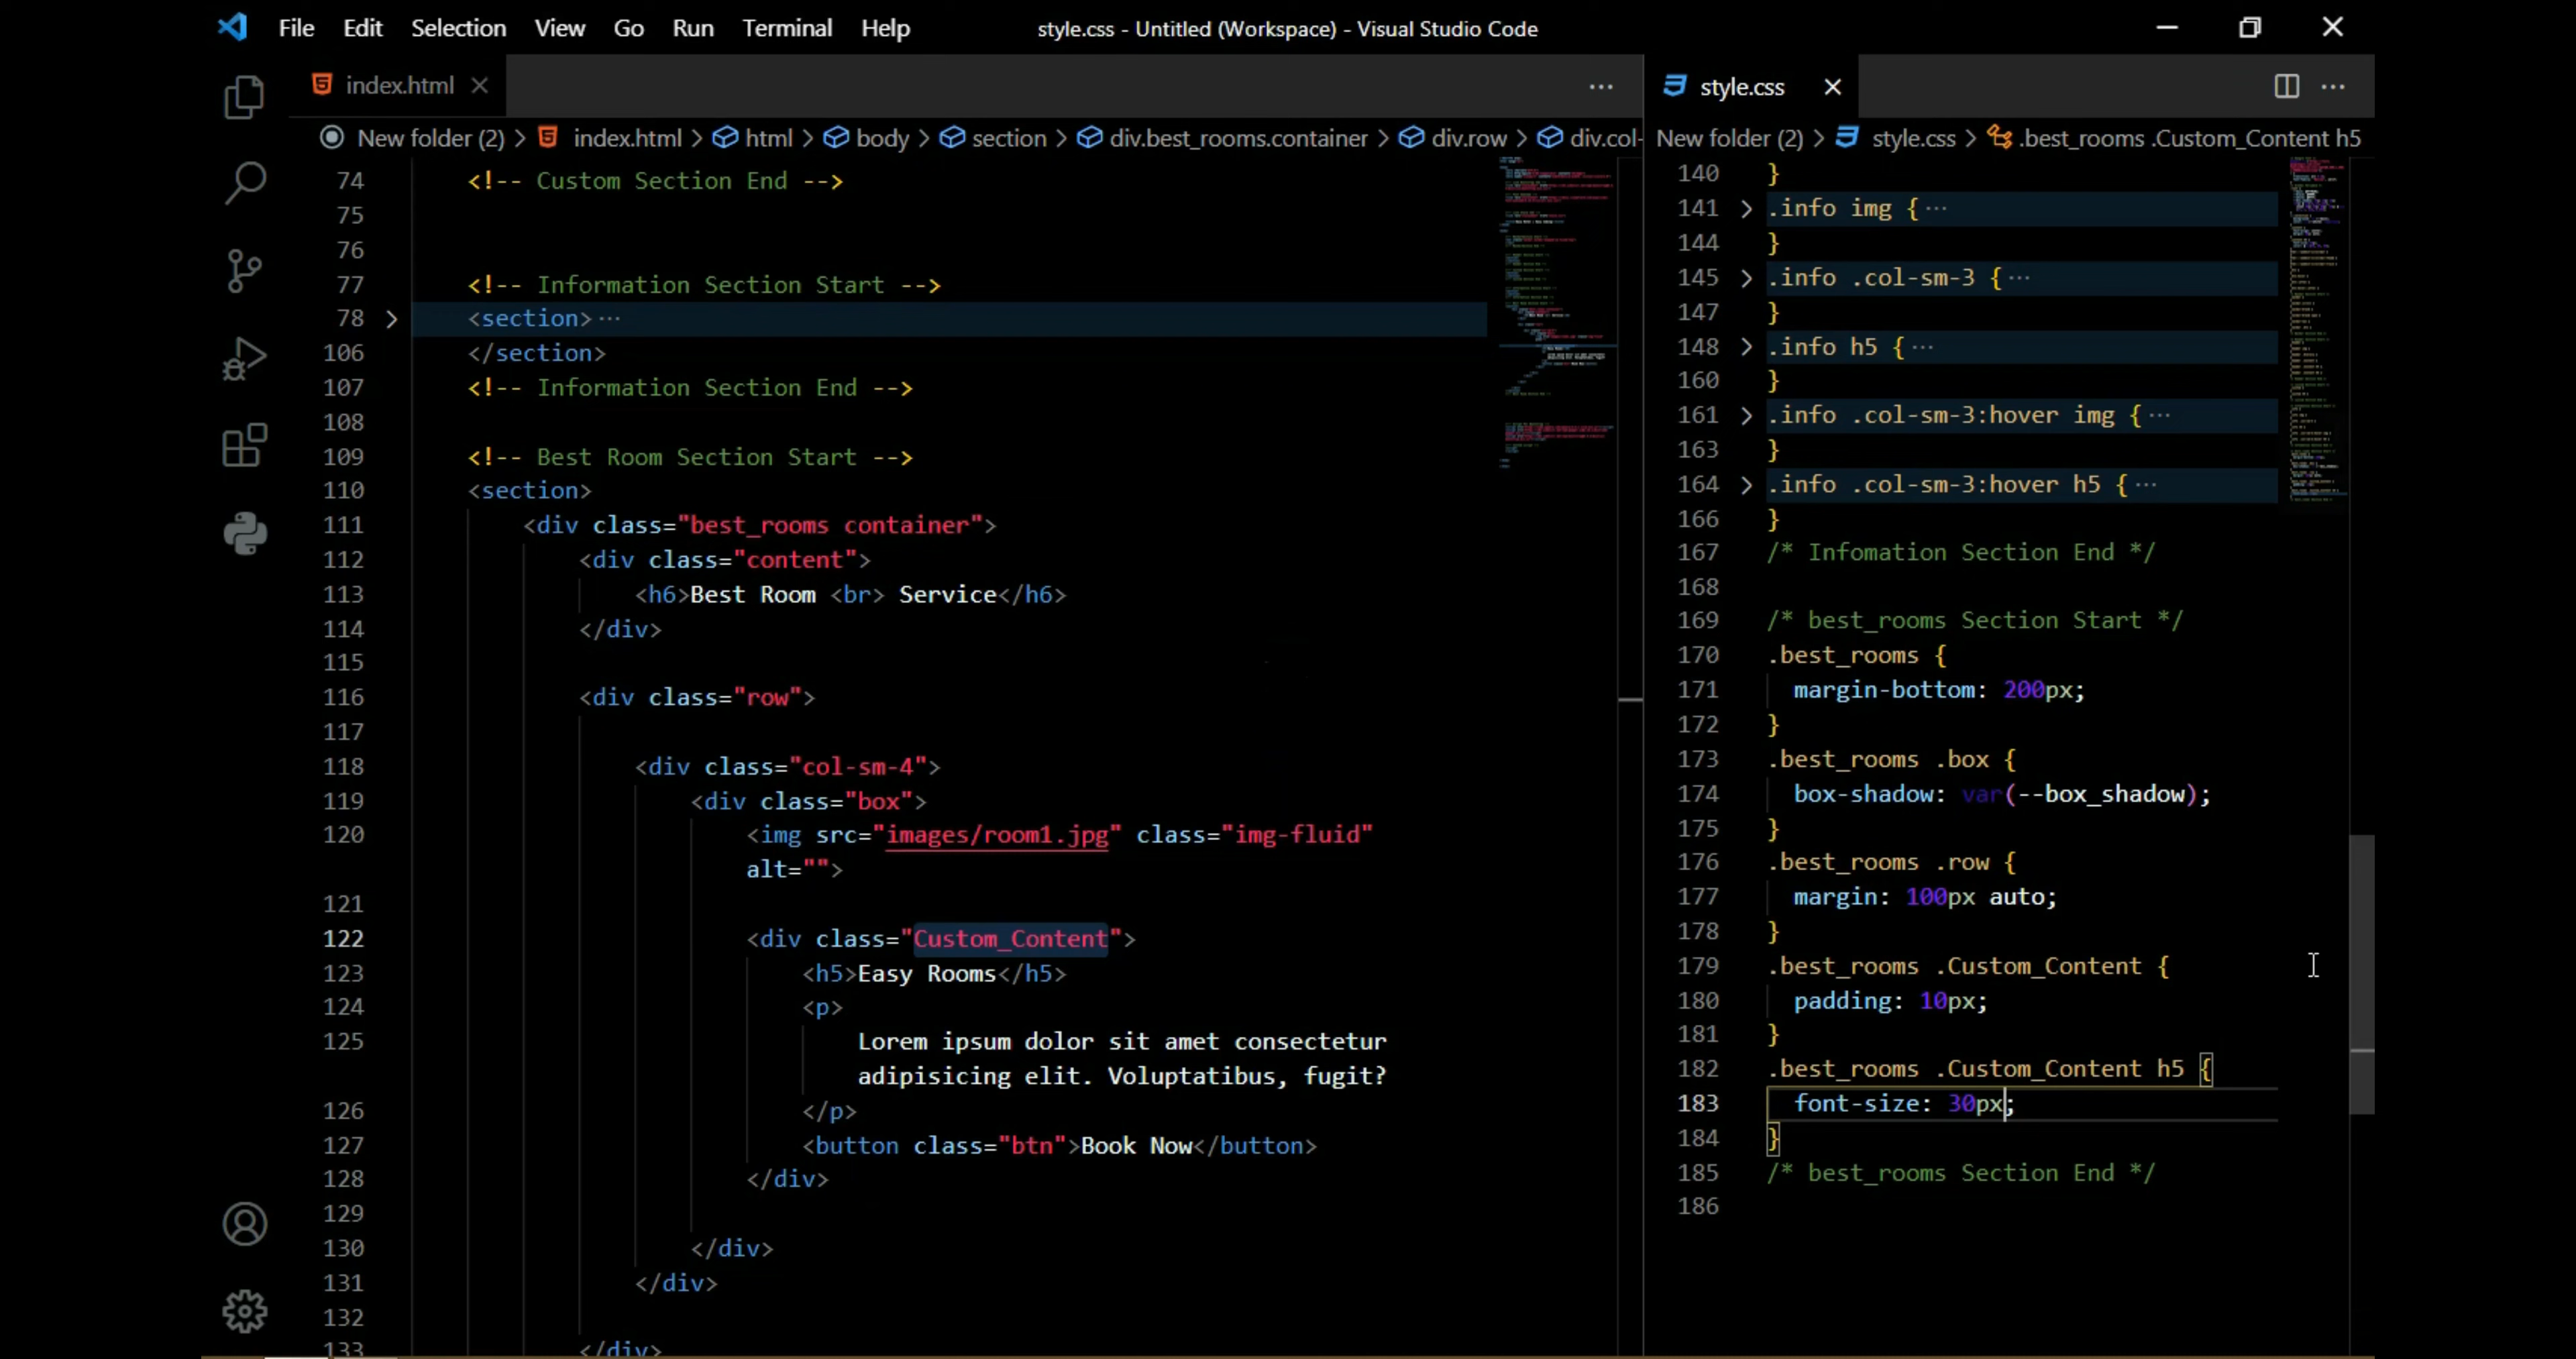 File Edit Selection View Go Run Terminal Help
style.css - Untitled (Workspace) - Visual Studio Code
index.html
New folder (2) > index.html > html > body > section > div.best_rooms.container > div.row > div.col-
74 <!-- Custom Section End -->
75
76
77 <!-- Information Section Start -->
78 <section>···
106 </section>
107 <!-- Information Section End -->
108
109 <!-- Best Room Section Start -->
110 <section>
111 <div class="best_rooms container">
112 <div class="content">
113 <h6>Best Room <br> Service</h6>
114 </div>
115
116 <div class="row">
117
118 <div class="col-sm-4">
119 <div class="box">
120 <img src="images/room1.jpg" class="img-fluid"
alt="">
121
122 <div class="Custom_Content">
123 <h5>Easy Rooms</h5>
124 <p>
125 Lorem ipsum dolor sit amet consectetur
adipisicing elit. Voluptatibus, fugit?
126 </p>
127 <button class="btn">Book Now</button>
128 </div>
129
130 </div>
131 </div>
132
133 </div>
style.css
New folder (2) > style.css > .best_rooms .Custom_Content h5
140 }
141 .info img {···
144 }
145 .info .col-sm-3 {···
147 }
148 .info h5 {···
160 }
161 .info .col-sm-3:hover img {···
163 }
164 .info .col-sm-3:hover h5 {···
166 }
167 /* Infomation Section End */
168
169 /* best_rooms Section Start */
170 .best_rooms {
171 margin-bottom: 200px;
172 }
173 .best_rooms .box {
174 box-shadow: var(--box_shadow);
175 }
176 .best_rooms .row {
177 margin: 100px auto;
178 }
179 .best_rooms .Custom_Content {
180 padding: 10px;
181 }
182 .best_rooms .Custom_Content h5 {
183 font-size: 30px;
184 }
185 /* best_rooms Section End */
186